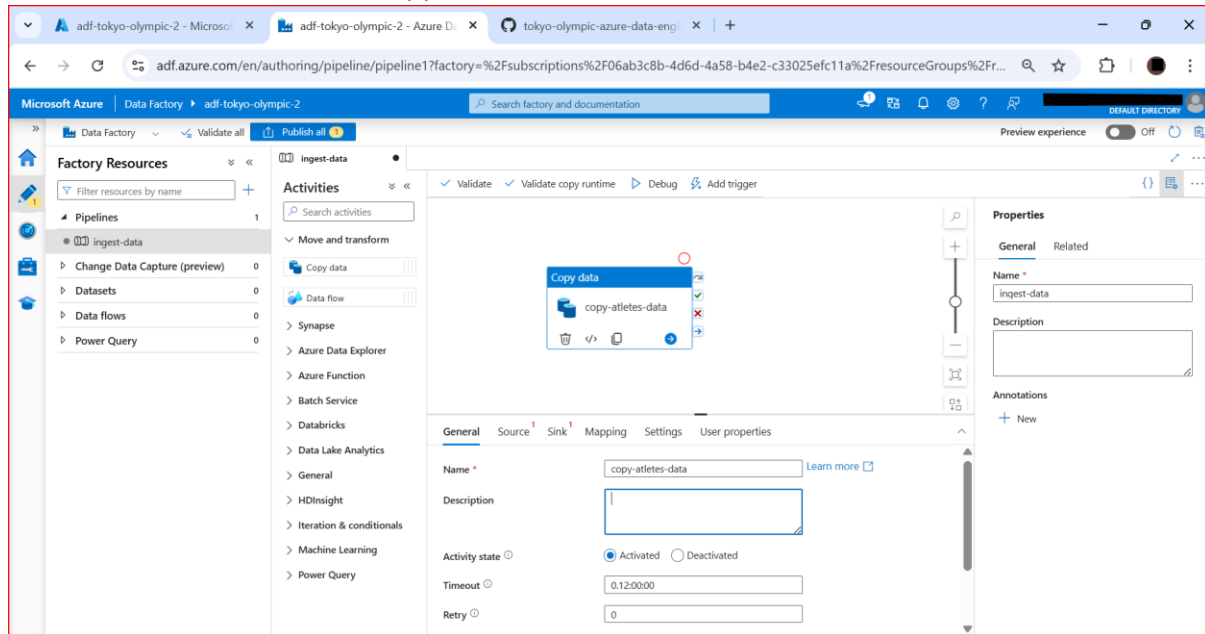 adf-tokyo-olympic-2 - Microsof
adf-tokyo-olympic-2 - Azure Da
tokyo-olympic-azure-data-engi
adf.azure.com/en/authoring/pipeline/pipeline1?factory=%2Fsubscriptions%2F06ab3c8b-4d6d-4a58-b4e2-c33025efc11a%2FresourceGroups%2Fr...
Microsoft Azure Data Factory adf-tokyo-olympic-2
Search factory and documentation
1
DEFAULT DIRECTORY
Data Factory
Validate all
Publish all 1
Preview experience Off
1
Factory Resources
Filter resources by name
Pipelines 1
ingest-data
Change Data Capture (preview) 0
Datasets 0
Data flows 0
Power Query 0
ingest-data
Activities
Search activities
Move and transform
Copy data
Data flow
Synapse
Azure Data Explorer
Azure Function
Batch Service
Databricks
Data Lake Analytics
General
HDInsight
Iteration & conditionals
Machine Learning
Power Query
Validate Validate copy runtime Debug Add trigger
Copy data
copy-atletes-data
General Source 1 Sink 1 Mapping Settings User properties
Name * copy-atletes-data Learn more
Description
Activity state Activated Deactivated
Timeout 0.12:00:00
Retry 0
Properties
General Related
Name *
ingest-data
Description
Annotations
New